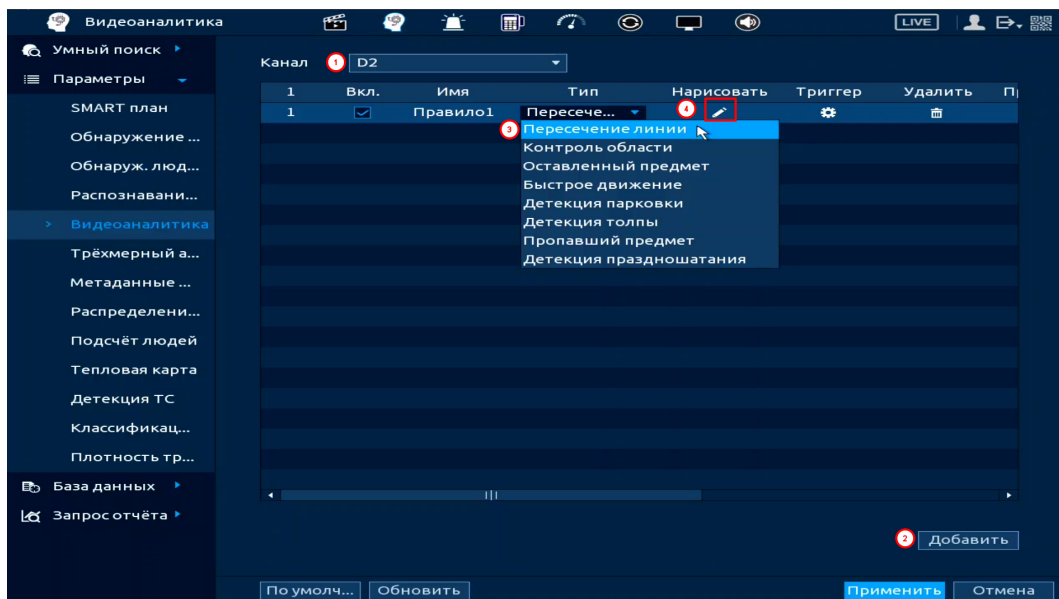 Видеоаналитика
LIVE
Умный поиск
Параметры
SMART план
Обнаружение ...
Обнаруж. люд...
Распознавани...
> Видеоаналитика
Трёхмерный а...
Метаданные ...
Распределени...
Подсчёт людей
Тепловая карта
Детекция ТС
Классификац...
Плотность тр...
База данных
Запрос отчёта
Канал 1 D2
1 Вкл. Имя Тип Нарисовать Триггер Удалить
1 Правило1 Пересече... 4
3 Пересечение линии
Контроль области
Оставленный предмет
Быстрое движение
Детекция парковки
Детекция толпы
Пропавший предмет
Детекция праздношатания
2 Добавить
По умолч... Обновить Применить Отмена